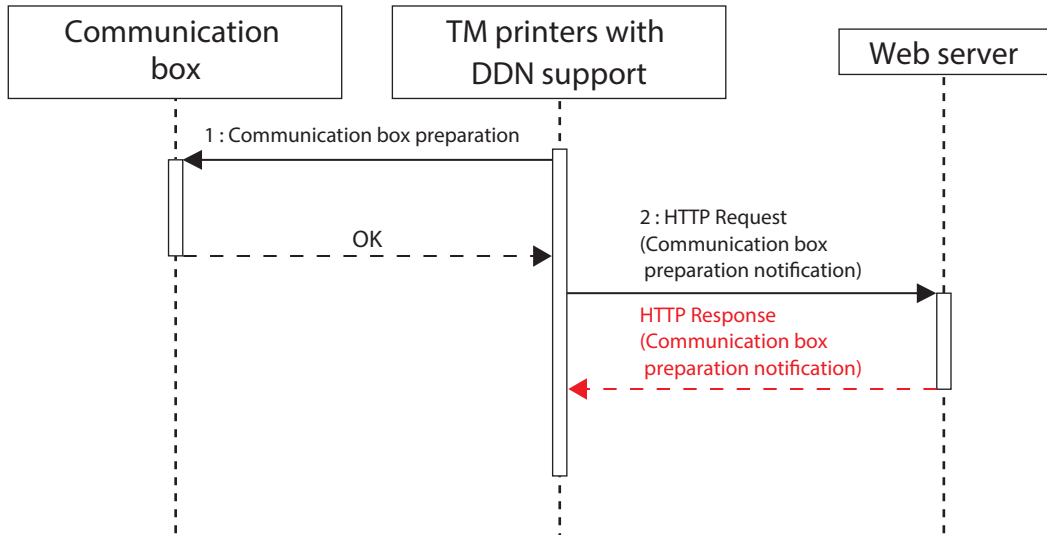 Communication
box
TM printers with
DDN support
Web server
1 : Communication box preparation
OK
2 : HTTP Request
(Communication box
preparation notification)
HTTP Response
(Communication box
preparation notification)